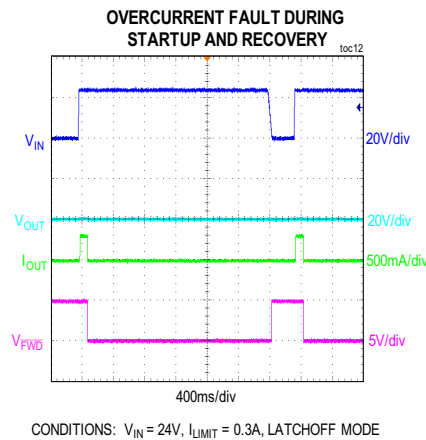 OVERCURRENT FAULT DURING
STARTUP AND RECOVERY
toc12
VIN
20V/div
VOUT
20V/div
IOUT
500mA/div
VFWD
5V/div
400ms/div
CONDITIONS: VIN = 24V, ILIMIT = 0.3A, LATCHOFF MODE